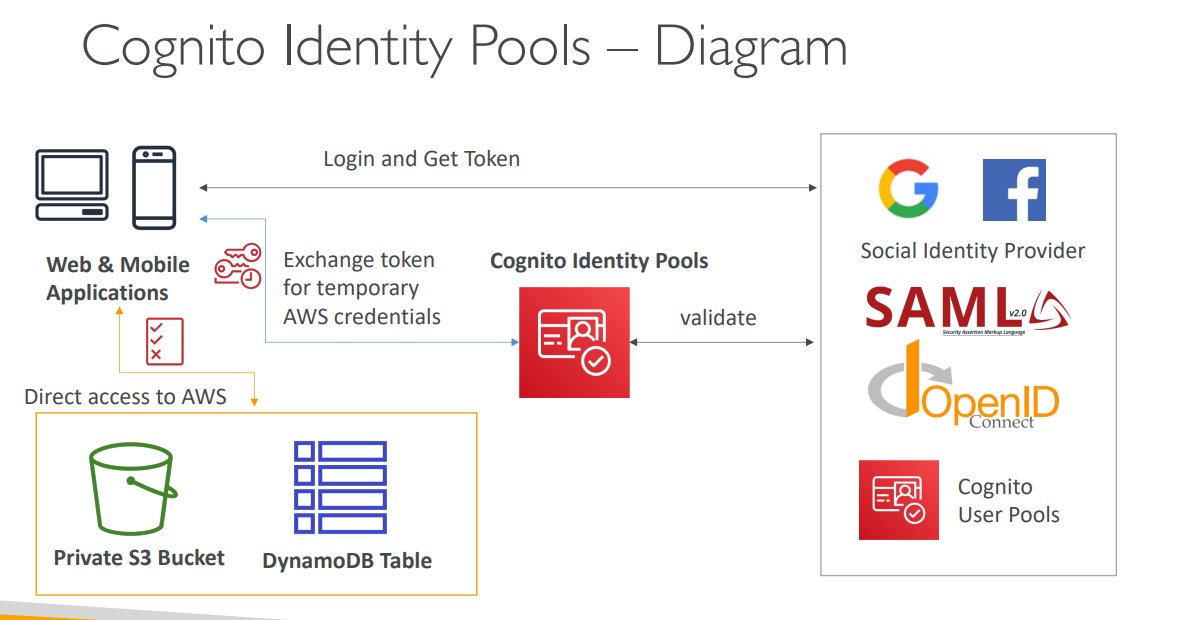 Cognito Identity Pools – Diagram
Login and Get Token
Web & Mobile
Applications
Exchange token
for temporary
AWS credentials
Cognito Identity Pools
validate
Social Identity Provider
SAML v2.0
Security Assertion Markup Language
OpenID
Connect
Cognito
User Pools
Direct access to AWS
Private S3 Bucket
DynamoDB Table